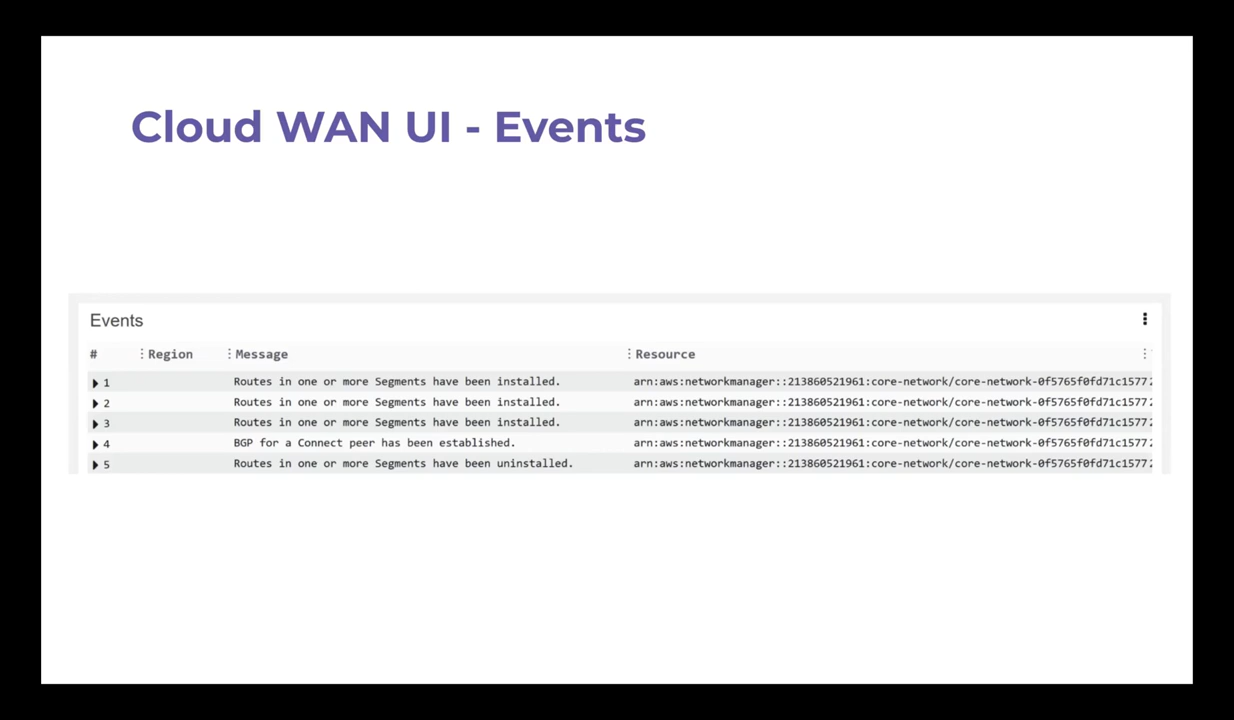 Cloud WAN UI - Events
Events
# Region Message Resource
1 Routes in one or more Segments have been installed. arn:aws:networkmanager::213860521961:core-network/core-network-0f5765f0fd71c1577
2 Routes in one or more Segments have been installed. arn:aws:networkmanager::213860521961:core-network/core-network-0f5765f0fd71c1577
3 Routes in one or more Segments have been installed. arn:aws:networkmanager::213860521961:core-network/core-network-0f5765f0fd71c1577
4 BGP for a Connect peer has been established. arn:aws:networkmanager::213860521961:core-network/core-network-0f5765f0fd71c1577
5 Routes in one or more Segments have been uninstalled. arn:aws:networkmanager::213860521961:core-network/core-network-0f5765f0fd71c1577